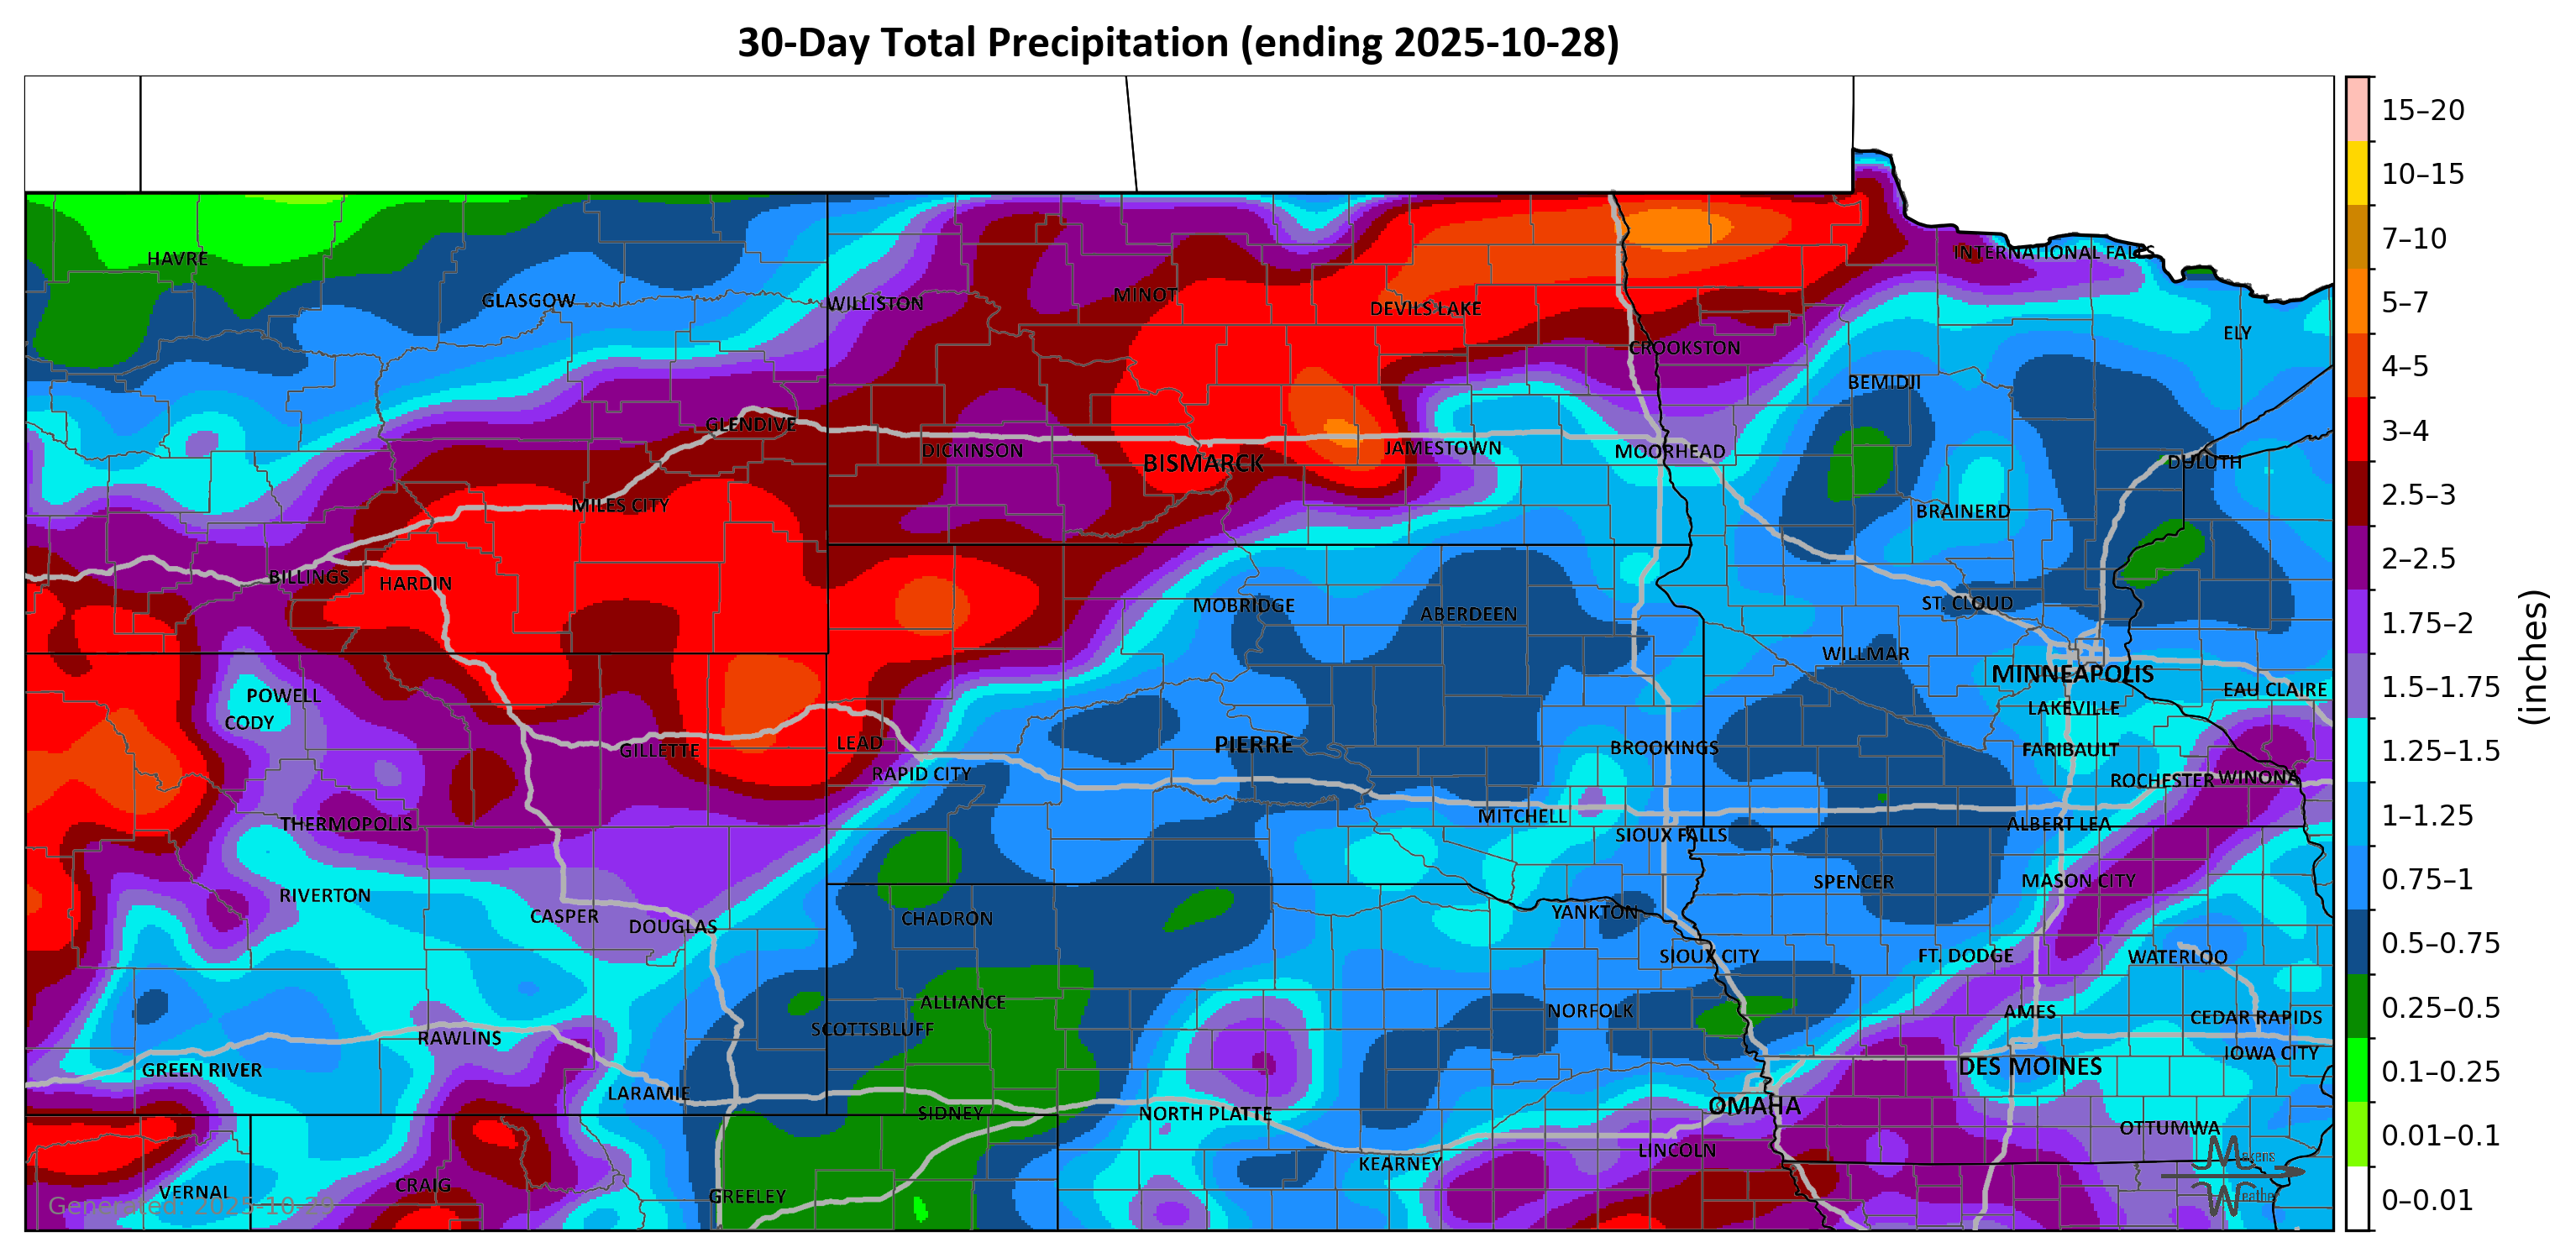 30-Day Total Precipitation (ending 2025-10-28)
15–20
10–15
7–10
5–7
4–5
3–4
2.5–3
2–2.5
1.75–2
1.5–1.75
1.25–1.5
1–1.25
0.75–1
0.5–0.75
0.25–0.5
0.1–0.25
0.01–0.1
0–0.01
(inches)
HAVRE
INTERNATIONAL FALLS
GLASGOW
WILLISTON
MINOT
DEVILS LAKE
ELY
CROOKSTON
BEMIDJI
GLENDIVE
DICKINSON
BISMARCK
JAMESTOWN
MOORHEAD
DULUTH
MILES CITY
BRAINERD
BILLINGS
HARDIN
MOBRIDGE
ABERDEEN
ST. CLOUD
WILLMAR
MINNEAPOLIS
POWELL
EAU CLAIRE
CODY
LAKEVILLE
GILLETTE
LEAD
PIERRE
BROOKINGS
FARIBAULT
RAPID CITY
ROCHESTER
WINONA
THERMOPOLIS
MITCHELL
SIOUX FALLS
ALBERT LEA
RIVERTON
SPENCER
MASON CITY
CASPER
DOUGLAS
CHADRON
YANKTON
SIOUX CITY
FT. DODGE
WATERLOO
ALLIANCE
NORFOLK
AMES
CEDAR RAPIDS
SCOTTSBLUFF
RAWLINS
IOWA CITY
GREEN RIVER
DES MOINES
LARAMIE
SIDNEY
NORTH PLATTE
OMAHA
OTTUMWA
LINCOLN
KEARNEY
VERNAL
CRAIG
GREELEY
Generated: 2025-10-29
Makens
Weather